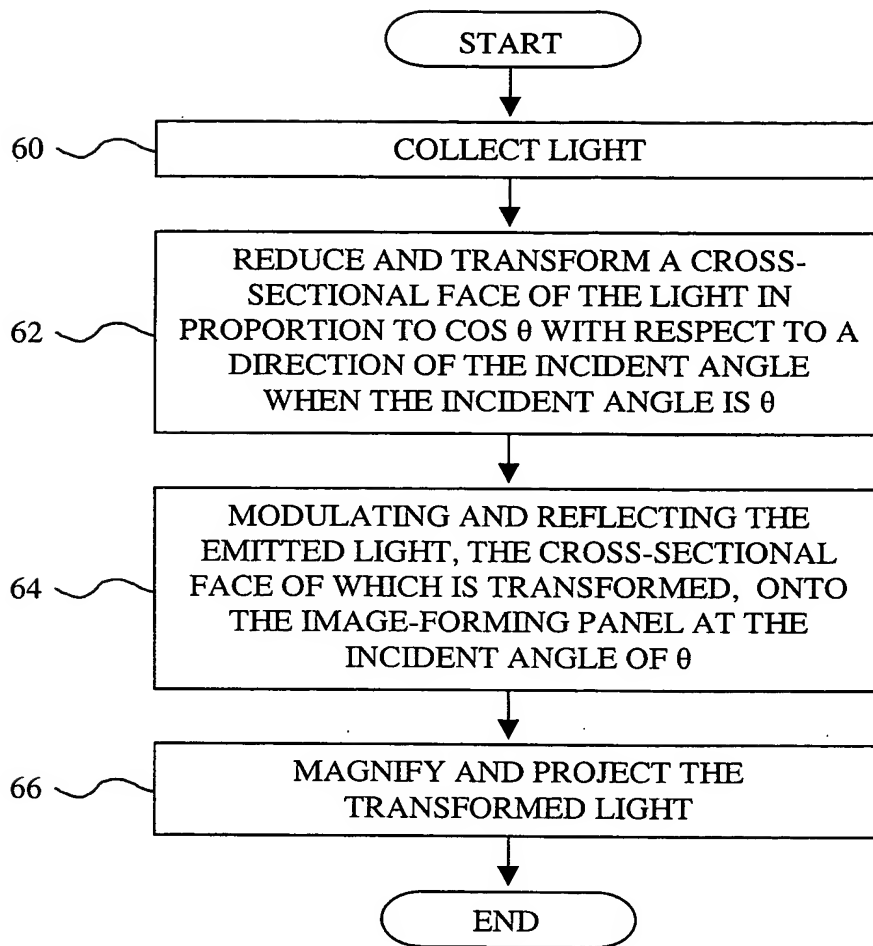 START
60
COLLECT LIGHT
REDUCE AND TRANSFORM A CROSS-
SECTIONAL FACE OF THE LIGHT IN
62
PROPORTION TO COS θ WITH RESPECT TO A
DIRECTION OF THE INCIDENT ANGLE
WHEN THE INCIDENT ANGLE IS θ
MODULATING AND REFLECTING THE
EMITTED LIGHT, THE CROSS-SECTIONAL
64
FACE OF WHICH IS TRANSFORMED, ONTO
THE IMAGE-FORMING PANEL AT THE
INCIDENT ANGLE OF θ
66
MAGNIFY AND PROJECT THE
TRANSFORMED LIGHT
END